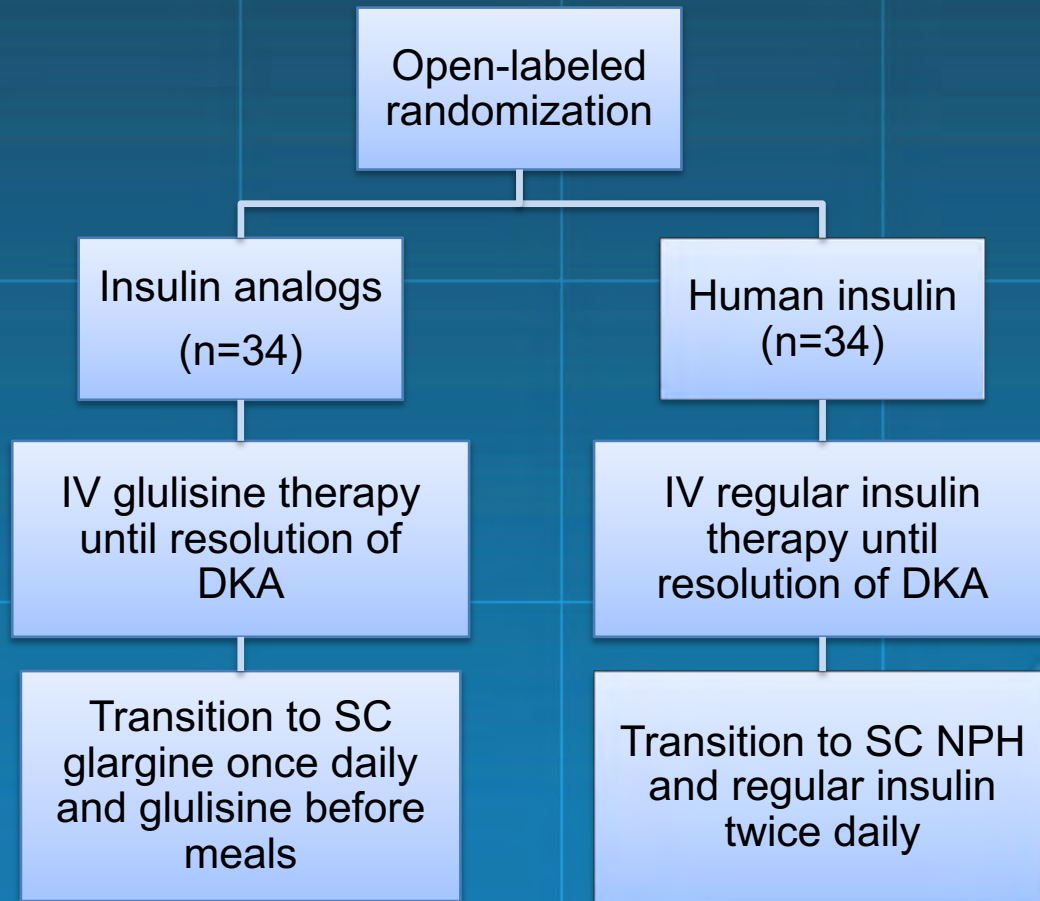 Open-labeled
randomization
Insulin analogs
(n=34)
Human insulin
(n=34)
IV glulisine therapy
until resolution of
DKA
IV regular insulin
therapy until
resolution of DKA
Transition to SC
glargine once daily
and glulisine before
meals
Transition to SC NPH
and regular insulin
twice daily